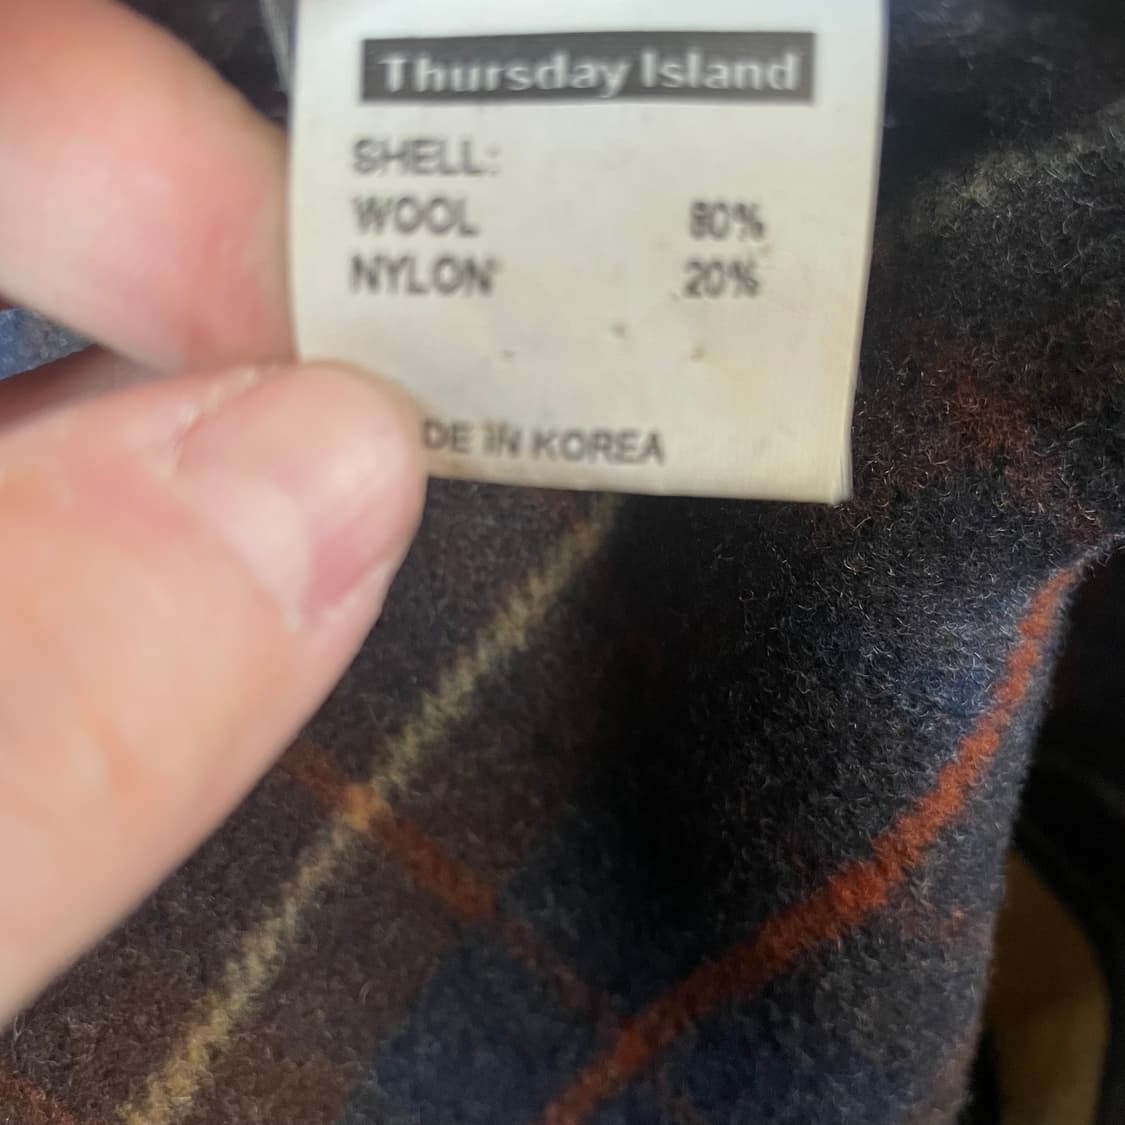 Thursday Island
SHELL:
WOOL 80%
NYLON 20%
DE IN KOREA